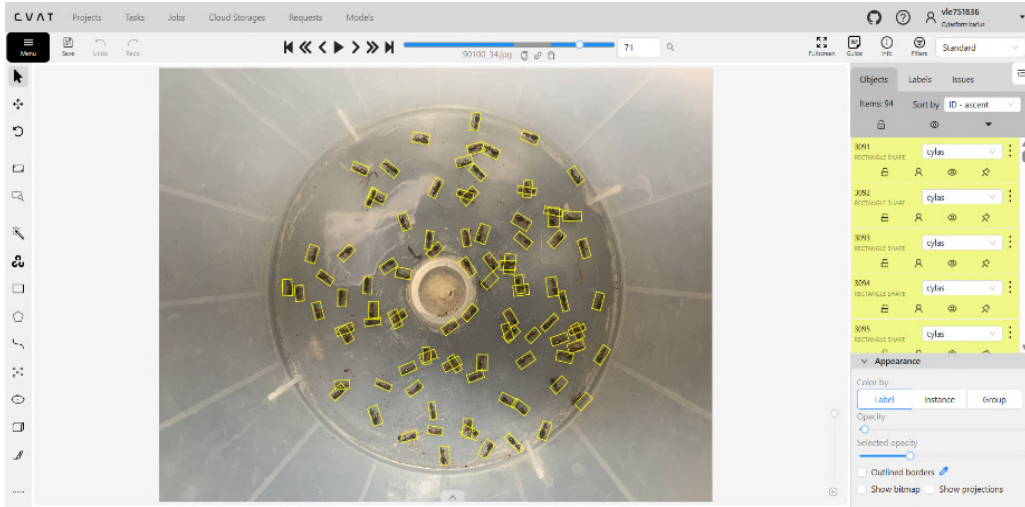 CVAT Projects Tasks Jobs Cloud Storages Requests Models vle751836
Cylasformicarius
Menu Save Undo Redo 90100_34.jpg 71 Fullscreen Guide Info Filters Standard
Objects Labels Issues
Items: 94 Sort by ID - ascent
3091 cylas
RECTANGLE SHAPE
3092 cylas
RECTANGLE SHAPE
3093 cylas
RECTANGLE SHAPE
3094 cylas
RECTANGLE SHAPE
3095 cylas
RECTANGLE SHAPE
Appearance
Color by
Label Instance Group
Opacity
Selected opacity
Outlined borders
Show bitmap Show projections